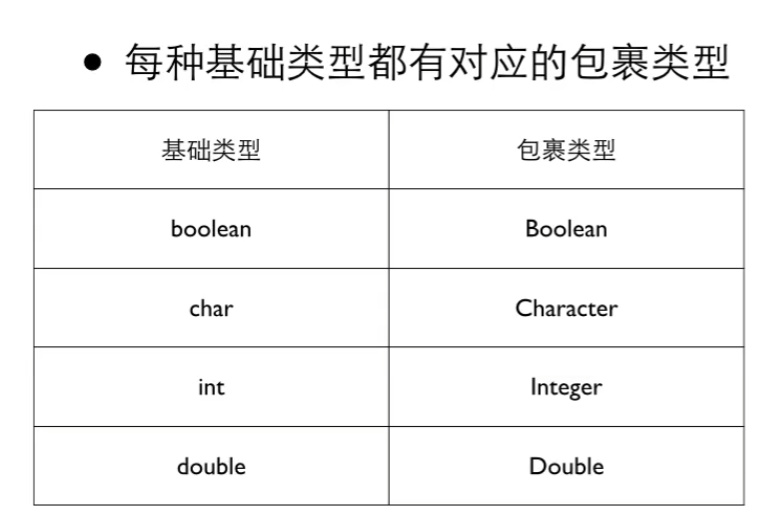 • 每种基础类型都有对应的包裹类型
基础类型 包裹类型
boolean Boolean
char Character
int Integer
double Double